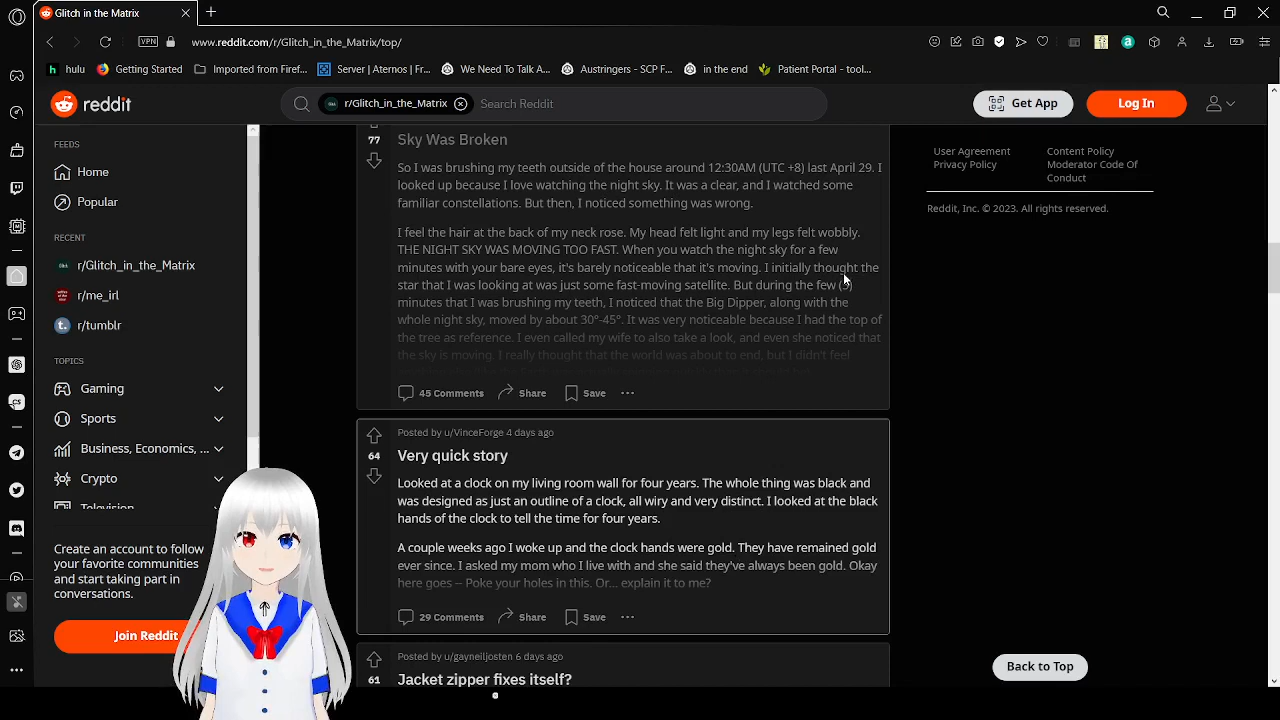 Glitch in the Matrix
VPN
www.reddit.com/r/Glitch_in_the_Matrix/top/
hulu
Getting Started
Imported from Firef...
Server | Aternos | Fr...
We Need To Talk A...
Austringers - SCP F...
in the end
Patient Portal - tool...
reddit
r/Glitch_in_the_Matrix
Search Reddit
Get App
Log In
FEEDS
Home
Popular
RECENT
r/Glitch_in_the_Matrix
r/me_irl
r/tumblr
TOPICS
Gaming
Sports
Business, Economics, ...
Crypto
Television
Create an account to follow
your favorite communities
and start taking part in
conversations.
Join Reddit
77
Sky Was Broken
So I was brushing my teeth outside of the house around 12:30AM (UTC +8) last April 29. I
looked up because I love watching the night sky. It was a clear, and I watched some
familiar constellations. But then, I noticed something was wrong.
I feel the hair at the back of my neck rose. My head felt light and my legs felt wobbly.
THE NIGHT SKY WAS MOVING TOO FAST. When you watch the night sky for a few
minutes with your bare eyes, it's barely noticeable that it's moving. I initially thought the
star that I was looking at was just some fast-moving satellite. But during the few
minutes that I was brushing my teeth, I noticed that the Big Dipper, along with the
whole night sky, moved by about 30°-45°. It was very noticeable because I had the top of
the tree as reference. I even called my wife to also take a look, and even she noticed that
the sky is moving. I really thought that the world was about to end, but I didn't feel
45 Comments
Share
Save
Posted by u/VinceForge 4 days ago
64
Very quick story
Looked at a clock on my living room wall for four years. The whole thing was black and
was designed as just an outline of a clock, all wiry and very distinct. I looked at the black
hands of the clock to tell the time for four years.
A couple weeks ago I woke up and the clock hands were gold. They have remained gold
ever since. I asked my mom who I live with and she said they've always been gold. Okay
here goes – Poke your holes in this. Or... explain it to me?
29 Comments
Share
Save
Posted by u/gayneiljosten 6 days ago
61
Jacket zipper fixes itself?
User Agreement
Privacy Policy
Content Policy
Moderator Code Of
Conduct
Reddit, Inc. © 2023. All rights reserved.
Back to Top